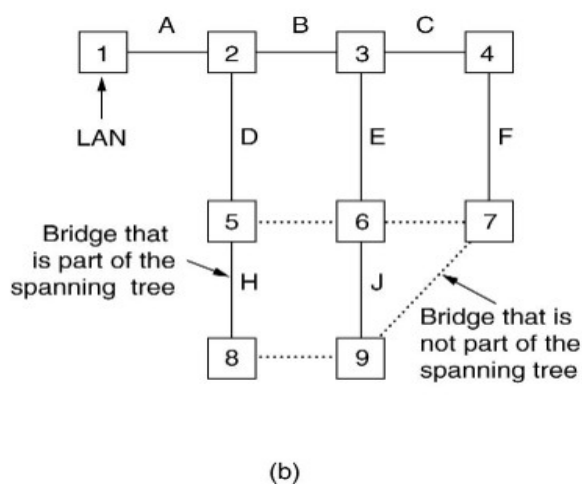 A B C
1 2 3 4
LAN D E F
5 6 7
Bridge that
is part of the
spanning tree
H J
Bridge that is
not part of the
spanning tree
8 9
(b)